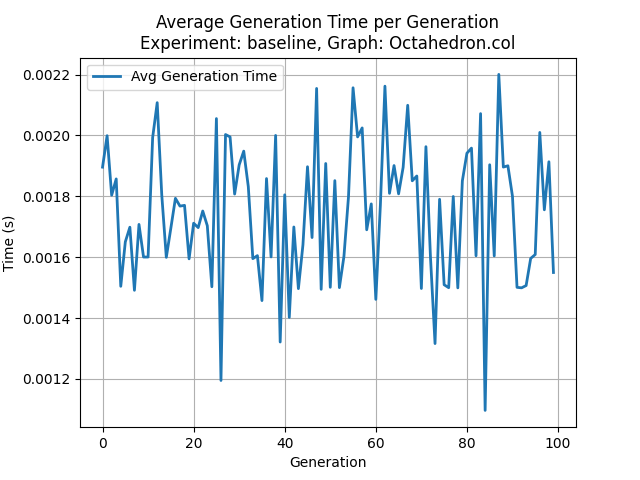 Average Generation Time per Generation
Experiment: baseline, Graph: Octahedron.col
Avg Generation Time
0.0022
0.0020
0.0018
0.0016
0.0014
0.0012
Time (s)
0 20 40 60 80 100
Generation